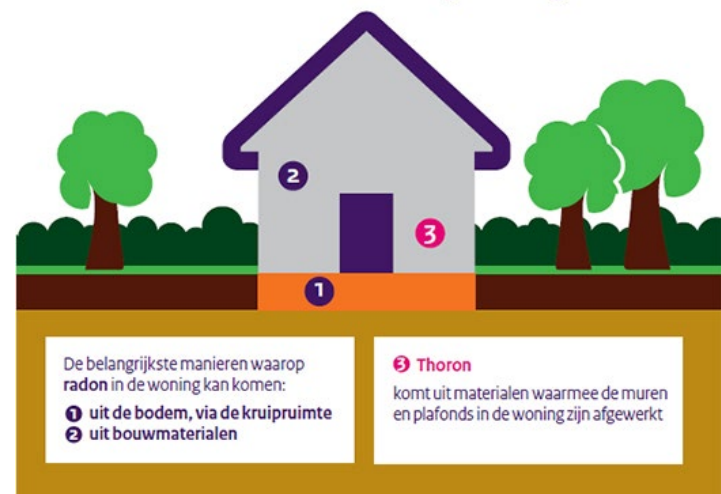 2
3
1
De belangrijkste manieren waarop
radon in de woning kan komen:
1 uit de bodem, via de kruipruimte
2 uit bouwmaterialen
3 Thoron
komt uit materialen waarmee de muren
en plafonds in de woning zijn afgewerkt